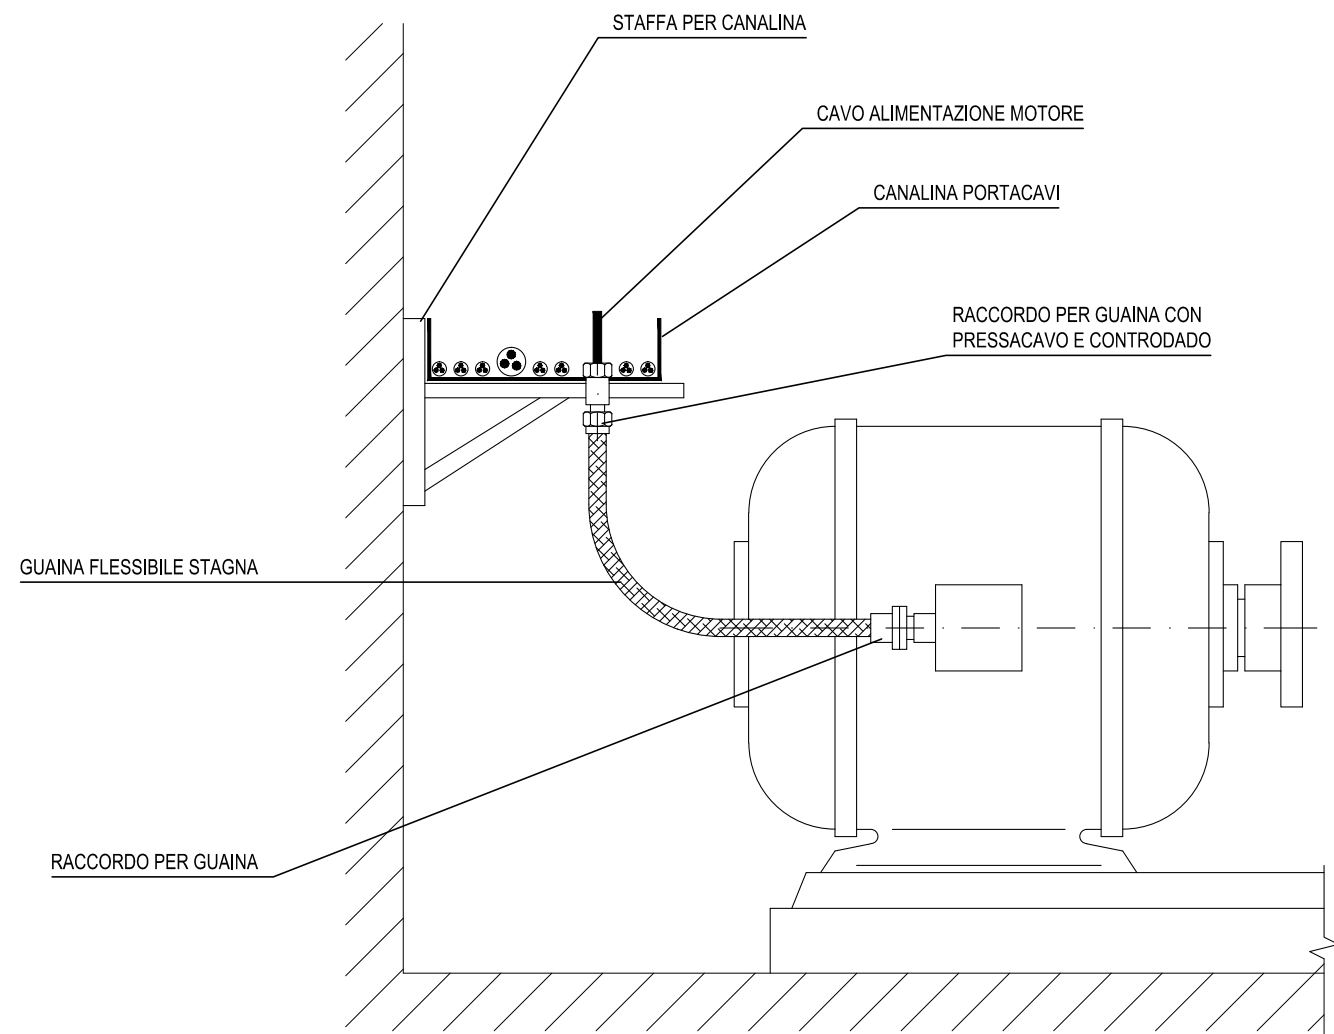 STAFFA PER CANALINA
CAVO ALIMENTAZIONE MOTORE
CANALINA PORTACAVI
RACCORDO PER GUAINA CON
PRESSACAVO E CONTRODADO
GUAINA FLESSIBILE STAGNA
RACCORDO PER GUAINA